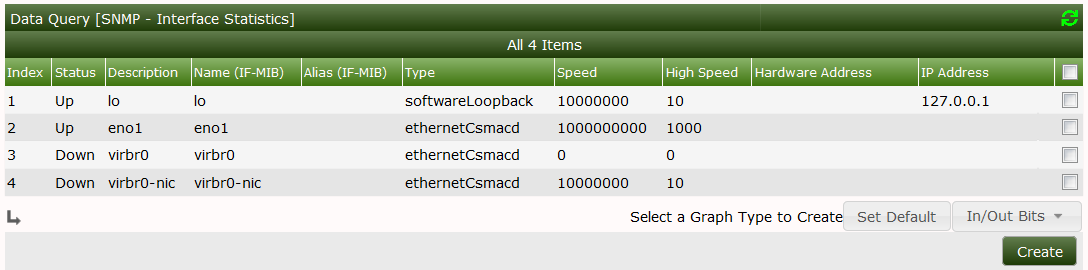 Data Query [SNMP - Interface Statistics]
All 4 Items
Index Status Description Name (IF-MIB) Alias (IF-MIB) Type Speed High Speed Hardware Address IP Address
1 Up lo lo softwareLoopback 10000000 10 127.0.0.1
2 Up eno1 eno1 ethernetCsmacd 1000000000 1000
3 Down virbr0 virbr0 ethernetCsmacd 0 0
4 Down virbr0-nic virbr0-nic ethernetCsmacd 10000000 10
Select a Graph Type to Create Set Default In/Out Bits
Create